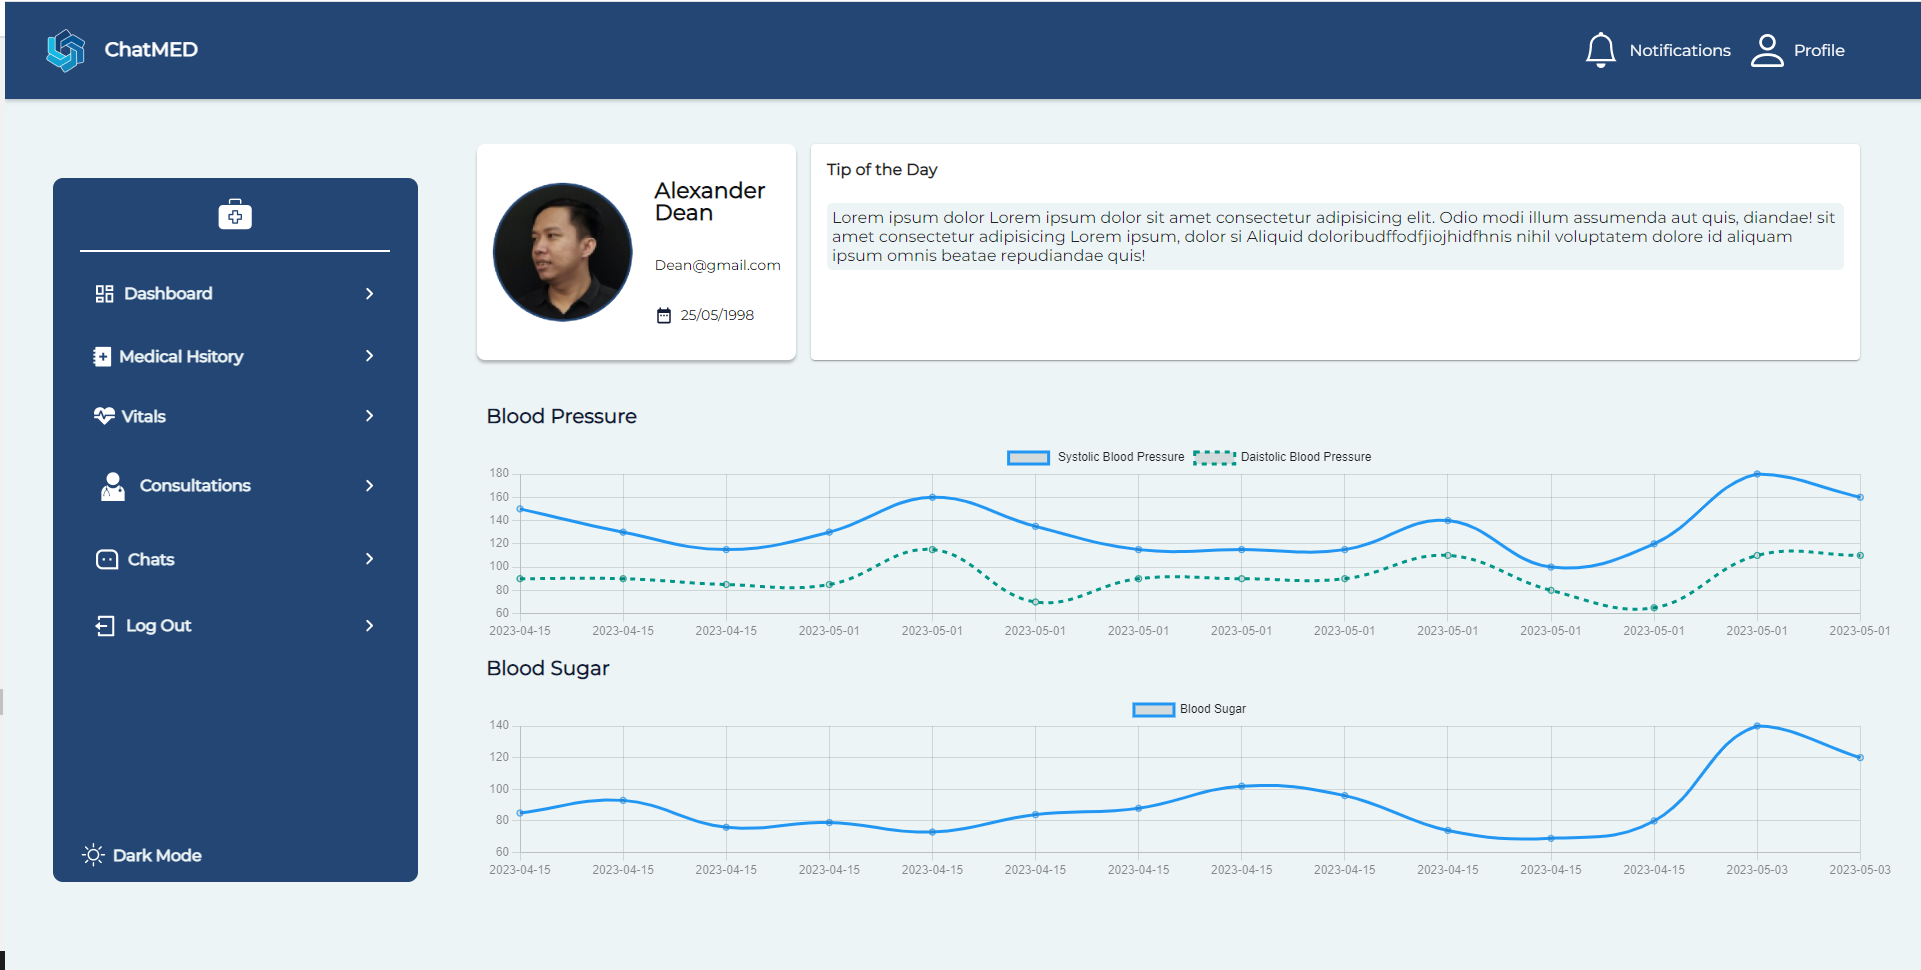 ChatMED
Notifications
Profile
Dashboard
Medical Hsitory
Vitals
Consultations
Chats
Log Out
Dark Mode
Alexander
Dean
Dean@gmail.com
25/05/1998
Tip of the Day
Lorem ipsum dolor Lorem ipsum dolor sit amet consectetur adipisicing elit. Odio modi illum assumenda aut quis, diandae! sit
amet consectetur adipisicing Lorem ipsum, dolor si Aliquid doloribudffodfjiojhidfhnis nihil voluptatem dolore id aliquam
ipsum omnis beatae repudiandae quis!
Blood Pressure
Systolic Blood Pressure Daistolic Blood Pressure
180
160
140
120
100
80
60
2023-04-15 2023-04-15 2023-04-15 2023-05-01 2023-05-01 2023-05-01 2023-05-01 2023-05-01 2023-05-01 2023-05-01 2023-05-01 2023-05-01 2023-05-01 2023-05-01
Blood Sugar
Blood Sugar
140
120
100
80
60
2023-04-15 2023-04-15 2023-04-15 2023-04-15 2023-04-15 2023-04-15 2023-04-15 2023-04-15 2023-04-15 2023-04-15 2023-04-15 2023-04-15 2023-05-03 2023-05-03